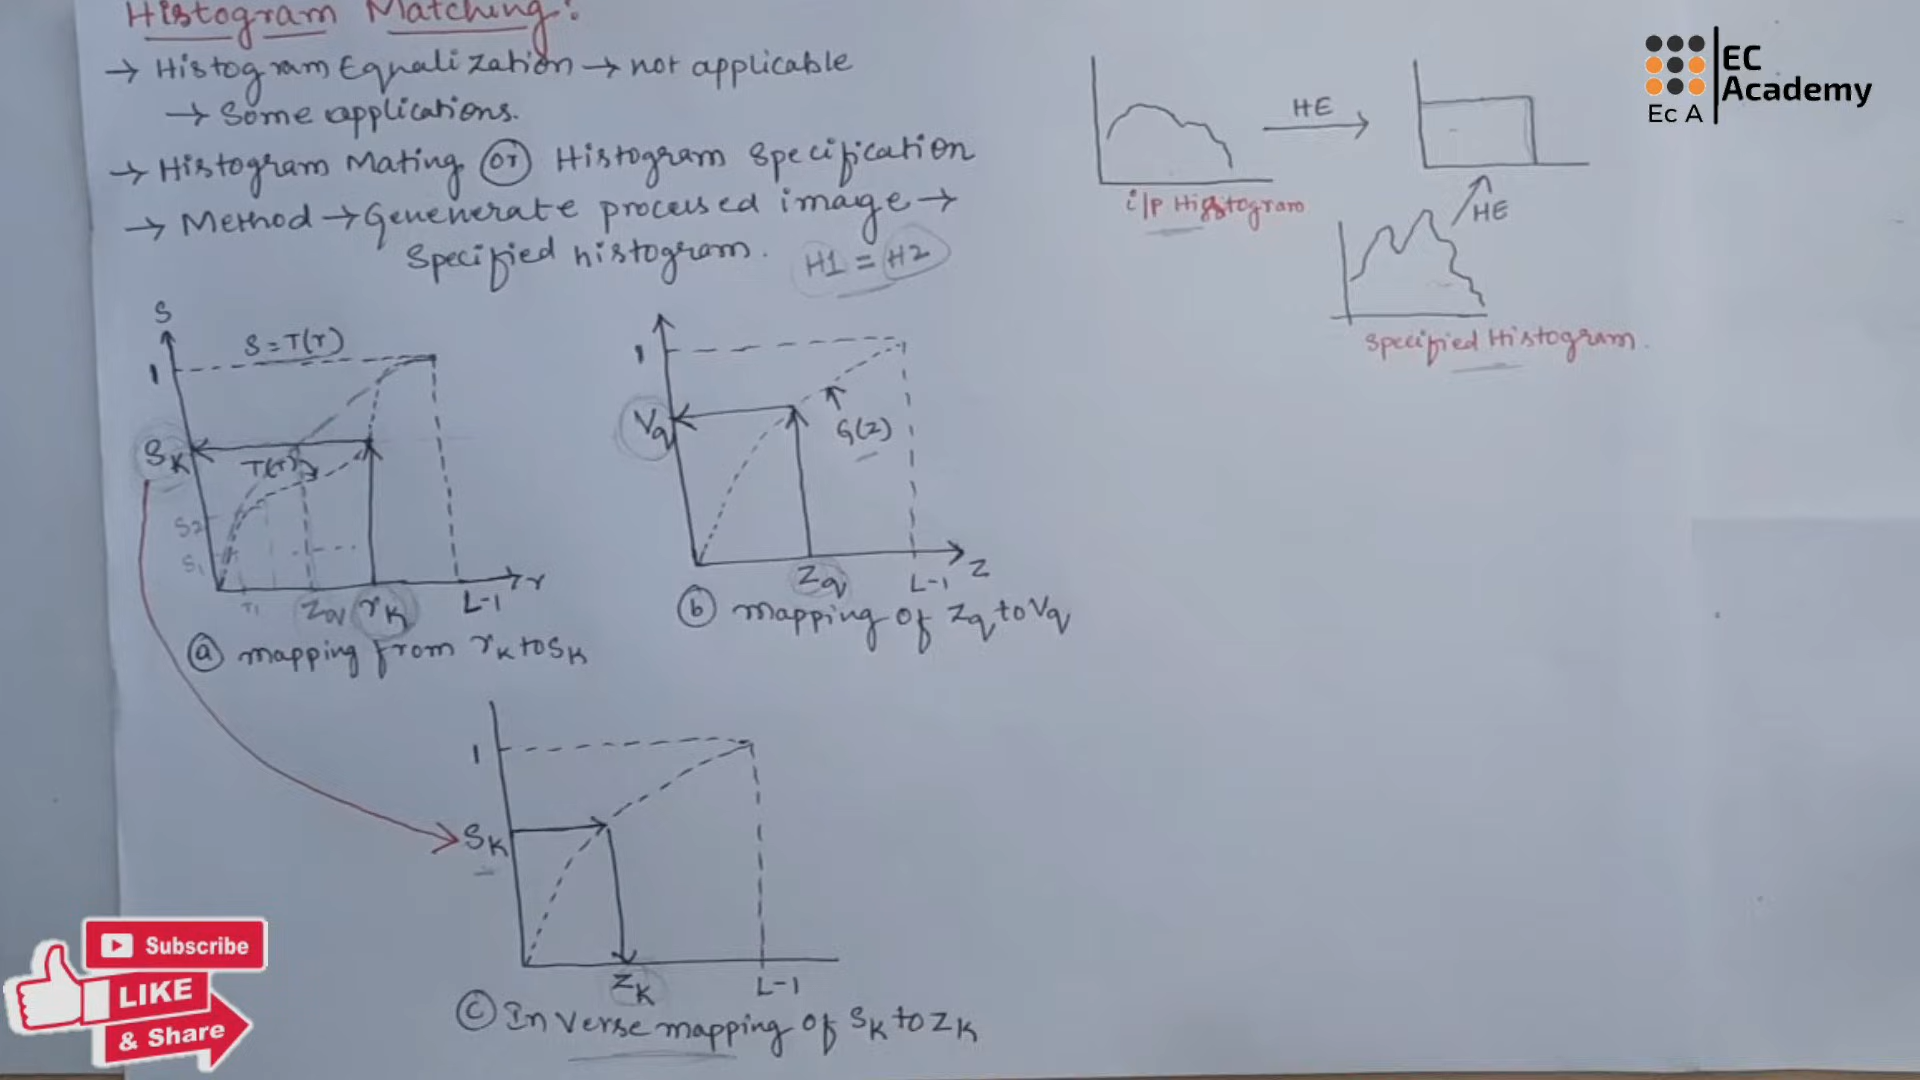 Histogram Matching:
→ Histogram Equalization → not applicable
→ Some applications.
→ Histogram Mating or Histogram Specification
→ Method → Genenerate processed image →
Specified histogram. H1 = H2
S
S = T(r)
1
SK
T(r)
S2
S1
r1
Zq rK L-1 r
a mapping from rK to SK
1
Vq
G(z)
Zq L-1 Z
b mapping of Zq to Vq
1
SK
ZK L-1
c Inverse mapping of SK to ZK
HE
i/p Histogram
HE
Specified Histogram.
EC
Academy
Ec A
Subscribe
LIKE
& Share